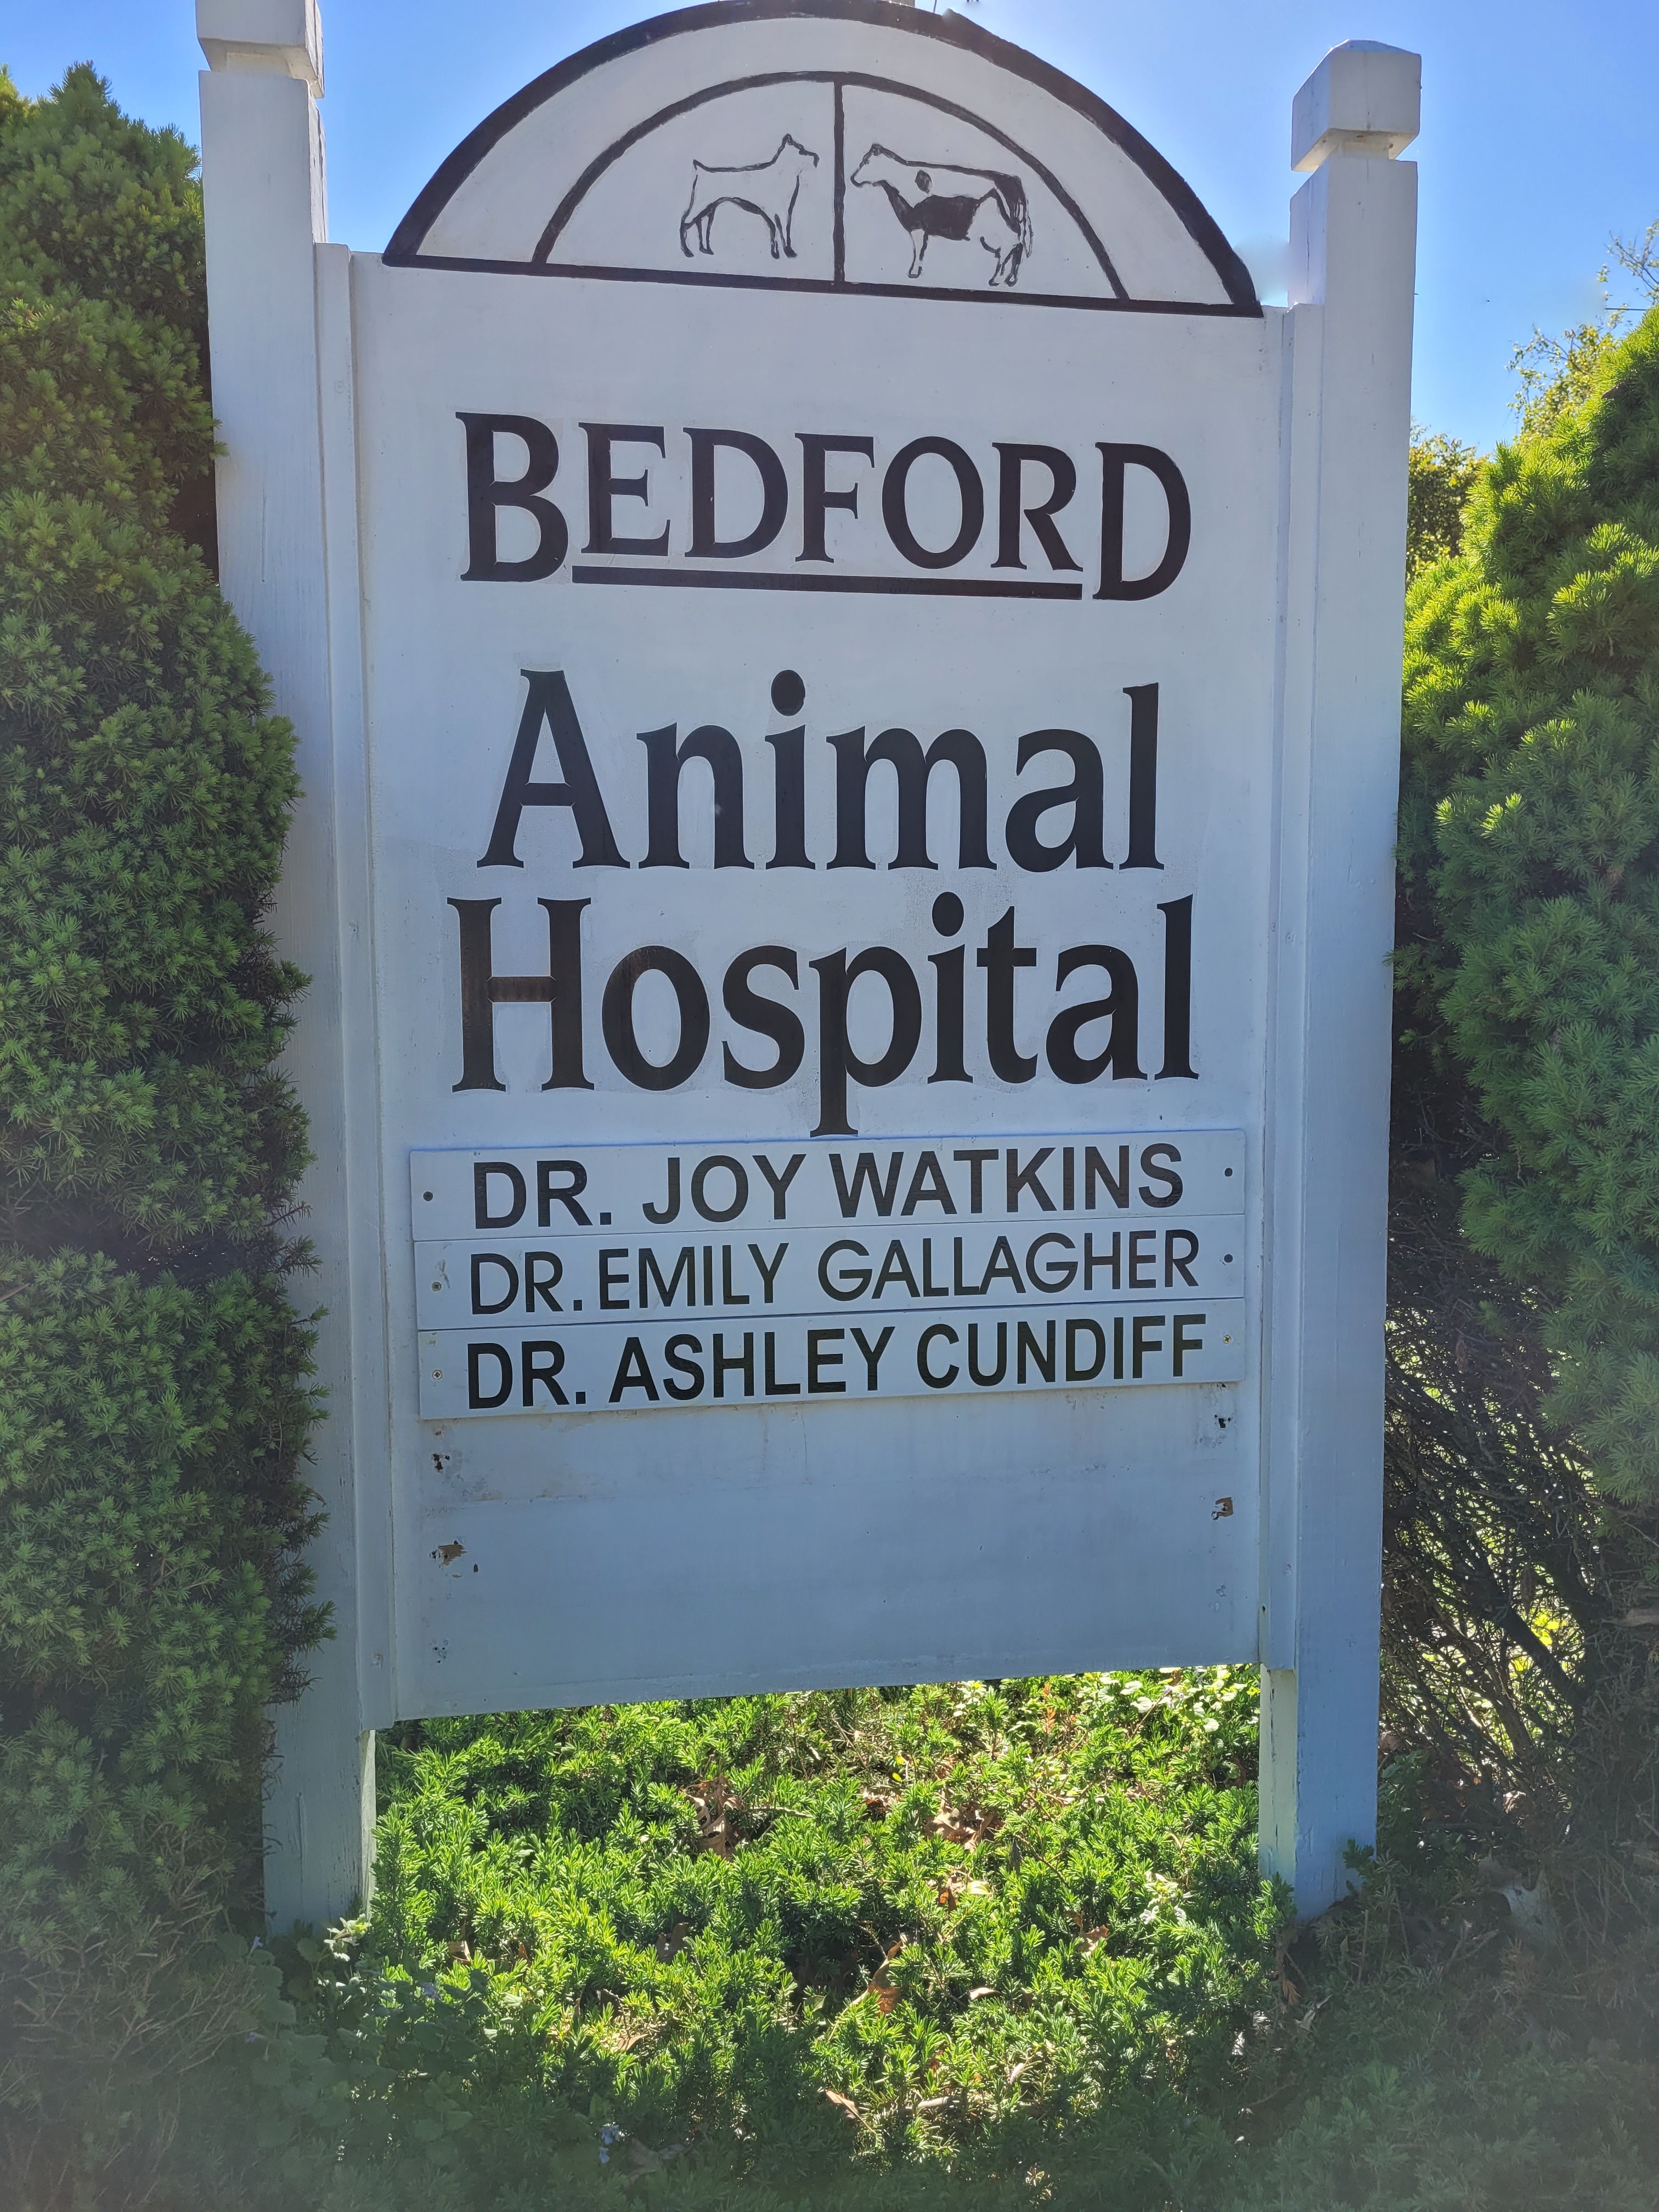 BEDFORD
Animal
Hospital
DR. JOY WATKINS
DR. EMILY GALLAGHER
DR. ASHLEY CUNDIFF